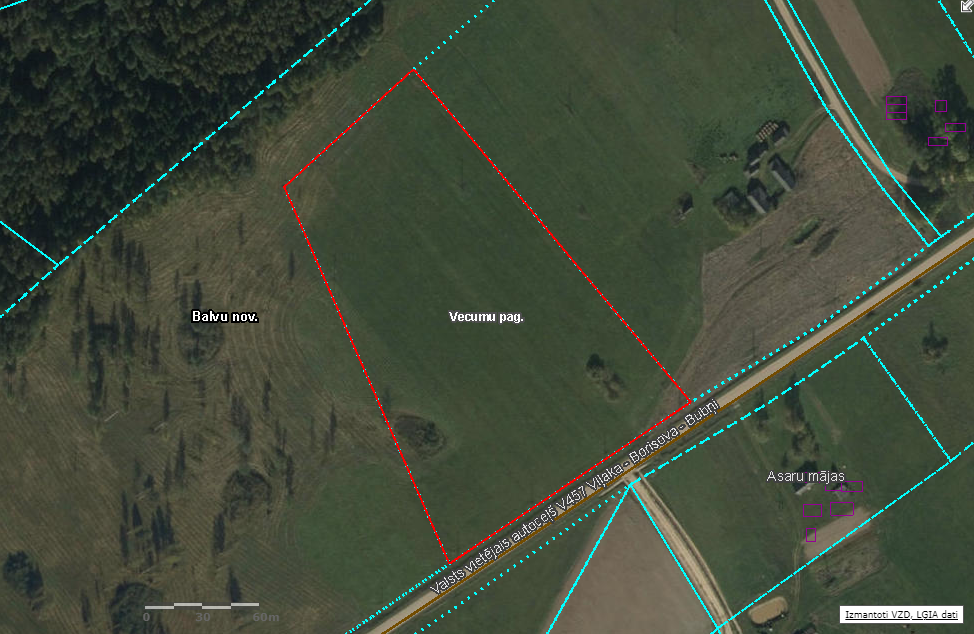 Balvu nov.
Vecumu pag.
Valsts vietējais autoceļš V457 Viļaka - Borisova - Bubņi
Asaru mājas
0 30 60m
Izmantoti VZD, LGIA dati